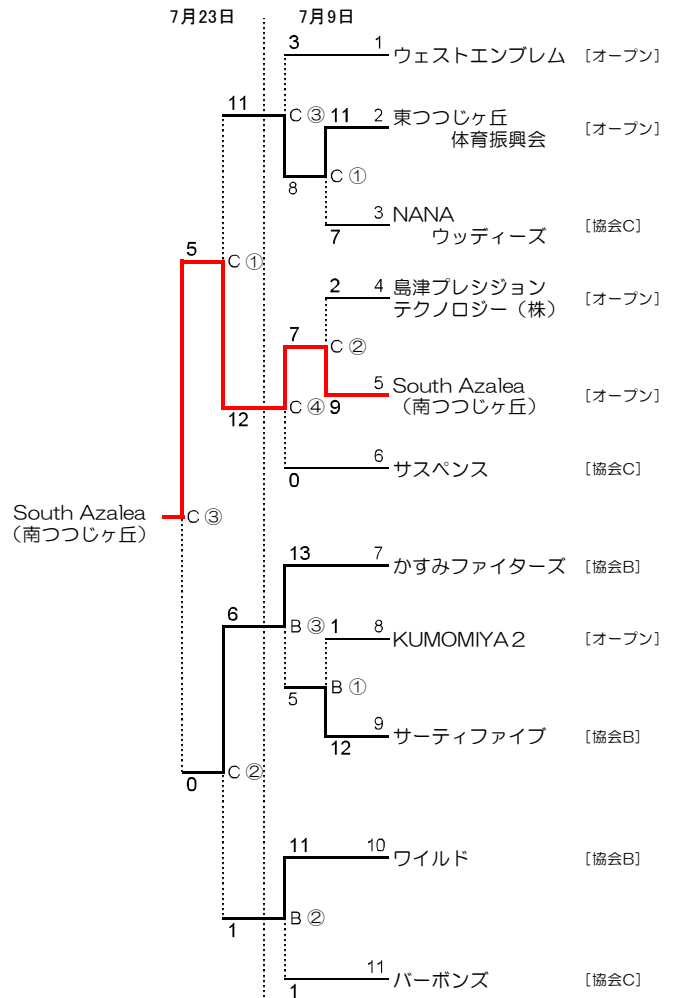 7月23日 7月9日
3 1 ウェストエンブレム [オープン]
11 C ③ 11 2 東つつじヶ丘 [オープン]
体育振興会
8 C ①
3 NANA [協会C]
7 ウッディーズ
5 C ①
2 4 島津プレシジョン [オープン]
テクノロジー（株）
7 C ②
5 South Azalea [オープン]
12 C ④ 9 （南つつじヶ丘）
6 サスペンス [協会C]
0
South Azalea C ③
（南つつじヶ丘）
13 7 かすみファイターズ [協会B]
6 B ③ 1 8 KUMOMIYA２ [オープン]
5 B ①
9 サーティファイブ [協会B]
12
0 C ②
11 10 ワイルド [協会B]
1 B ②
11 バーボンズ [協会C]
1